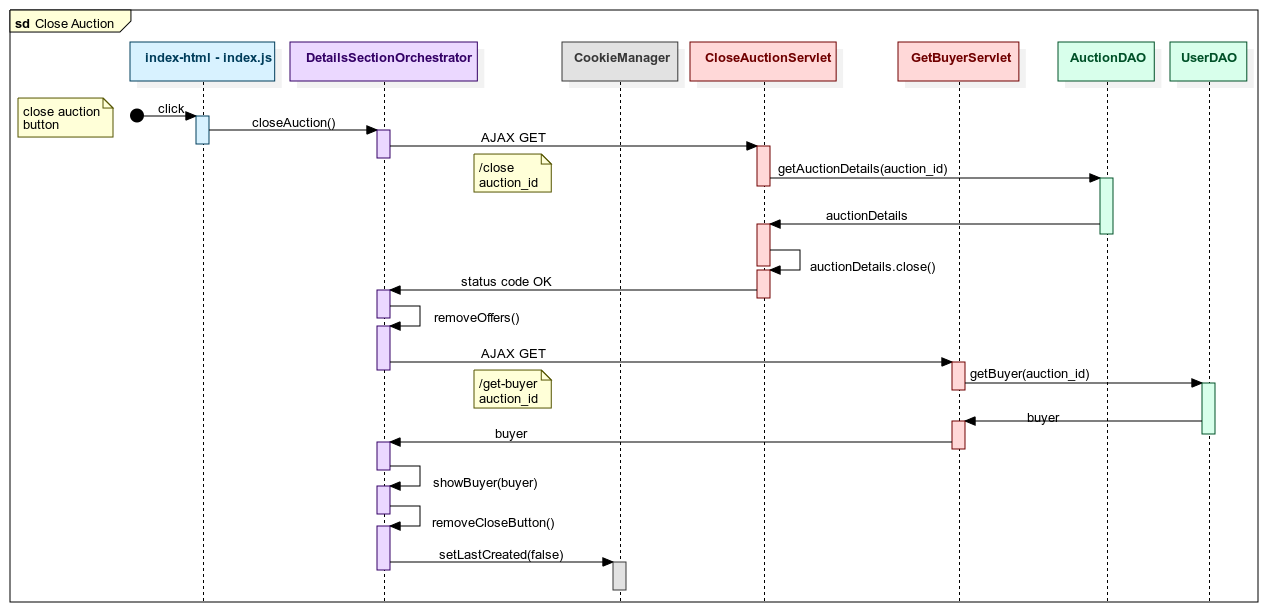 sd Close Auction
index-html - index.js
DetailsSectionOrchestrator
CookieManager
CloseAuctionServlet
GetBuyerServlet
AuctionDAO
UserDAO
close auction
button
click
closeAuction()
AJAX GET
/close
auction_id
getAuctionDetails(auction_id)
auctionDetails
auctionDetails.close()
status code OK
removeOffers()
AJAX GET
/get-buyer
auction_id
getBuyer(auction_id)
buyer
buyer
showBuyer(buyer)
removeCloseButton()
setLastCreated(false)